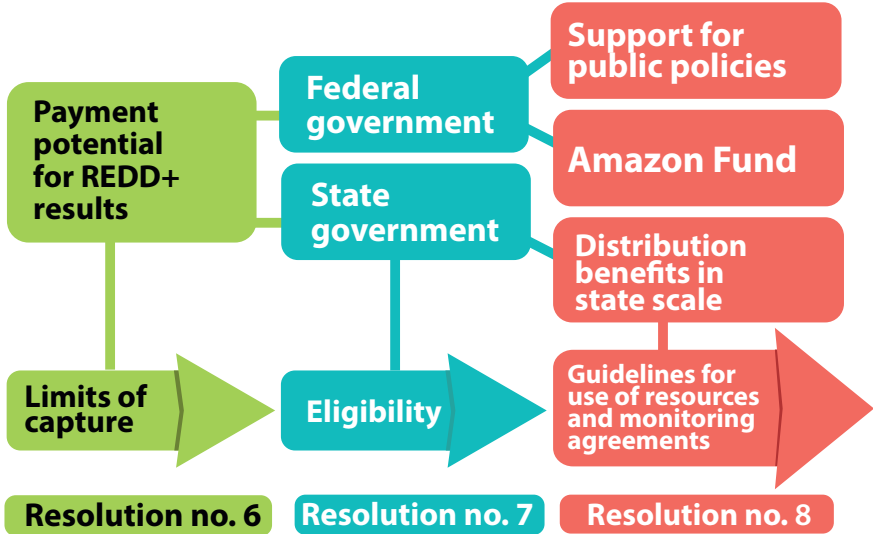 Payment
potential
for REDD+
results
Federal
government
State
government
Support for
public policies
Amazon Fund
Distribution
benefits in
state scale
Limits of
capture
Eligibility
Guidelines for
use of resources
and monitoring
agreements
Resolution no. 6
Resolution no. 7
Resolution no. 8